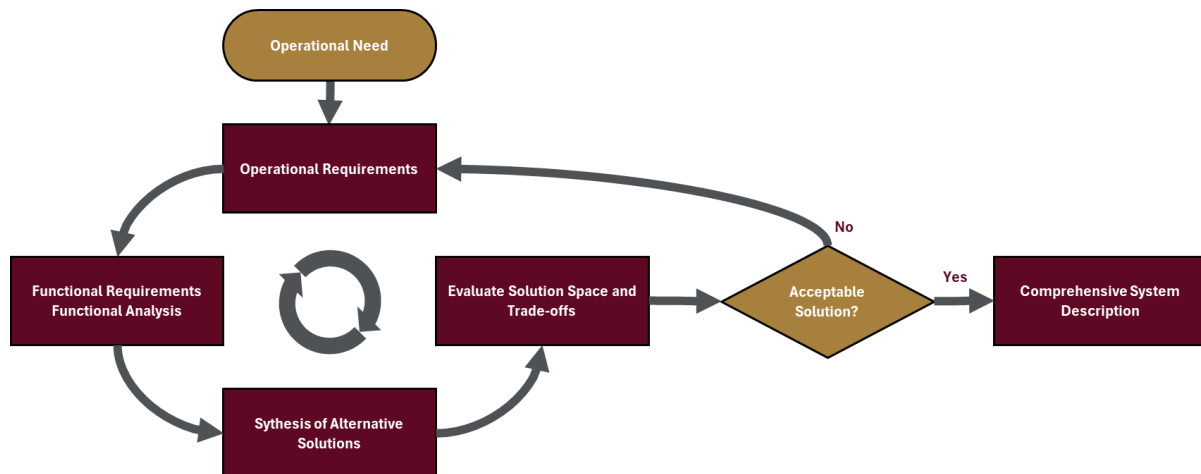 Operational Need
Operational Requirements
No
Functional Requirements
Functional Analysis
Evaluate Solution Space and
Trade-offs
Acceptable
Solution?
Yes
Comprehensive System
Description
Sythesis of Alternative
Solutions